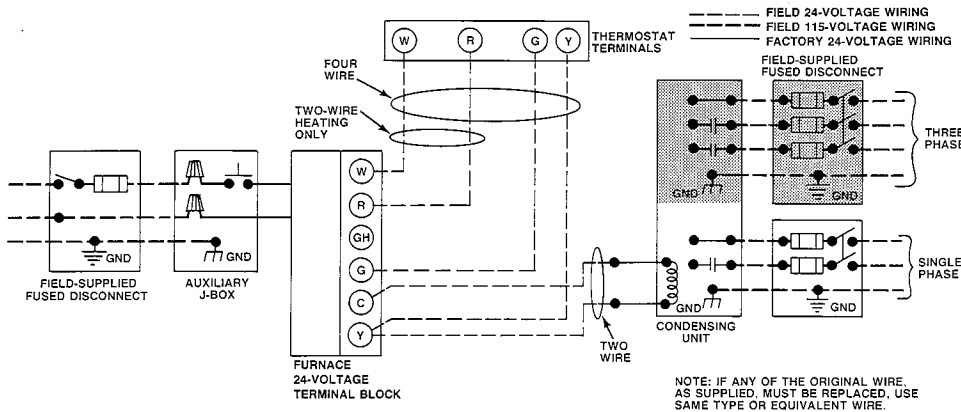 FIELD 24-VOLTAGE WIRING
FIELD 115-VOLTAGE WIRING
FACTORY 24-VOLTAGE WIRING
W
R
G
Y
THERMOSTAT
TERMINALS
FIELD-SUPPLIED
FUSED DISCONNECT
FOUR
WIRE
TWO-WIRE
HEATING
ONLY
THREE
PHASE
GND
GND
W
R
GH
G
C
Y
GND
GND
FIELD-SUPPLIED
FUSED DISCONNECT
AUXILIARY
J-BOX
SINGLE
PHASE
GND
GND
CONDENSING
UNIT
TWO
WIRE
FURNACE
24-VOLTAGE
TERMINAL BLOCK
NOTE: IF ANY OF THE ORIGINAL WIRE,
AS SUPPLIED, MUST BE REPLACED, USE
SAME TYPE OR EQUIVALENT WIRE.